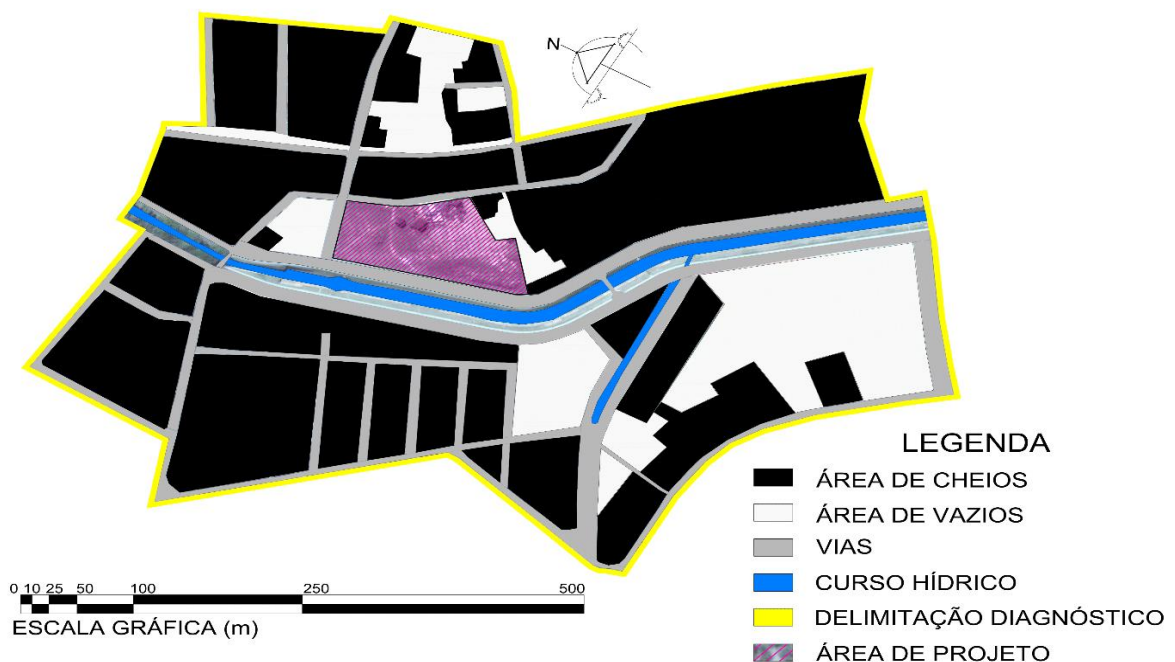 N
LEGENDA
ÁREA DE CHEIOS
ÁREA DE VAZIOS
VIAS
CURSO HÍDRICO
DELIMITAÇÃO DIAGNÓSTICO
ÁREA DE PROJETO
0 10 25 50 100 250 500
ESCALA GRÁFICA (m)